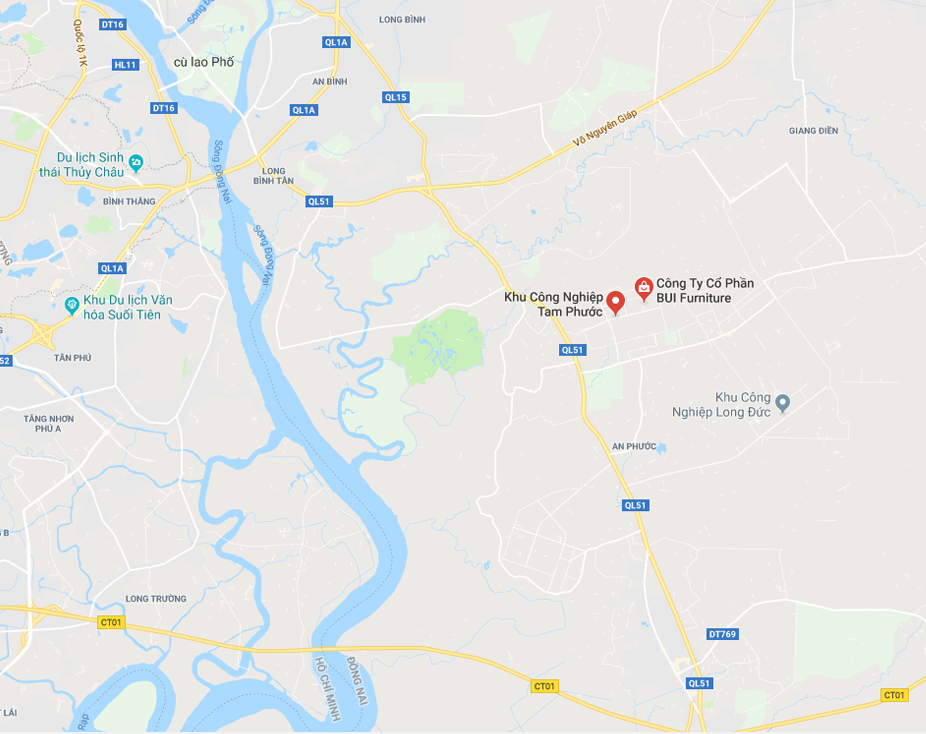 Sông Đồng
DT16
LONG BÌNH
Quốc lộ 1K
QL1A
cù lao Phố
HL11
AN BÌNH
QL15
DT16
QL1A
Võ Nguyên Giáp
GIANG ĐIỀN
Du lịch Sinh
thái Thủy Châu
Sông Đồng Nai
LONG
BÌNH TÂN
BÌNH THẮNG
QL51
Sông Đồng Nai
QL1A
Công Ty Cổ Phần
BUI Furniture
Khu Công Nghiệp
Tam Phước
Khu Du lịch Văn
hóa Suối Tiên
QL51
TÂN PHÚ
52
Khu Công
Nghiệp Long Đức
TĂNG NHƠN
PHÚ A
AN PHƯỚC
QL51
B
LONG TRƯỜNG
CT01
DT769
HỒ CHÍ MINH
ĐỒNG NAI
QL51
CT01
CT01
T LÁI
Rạp